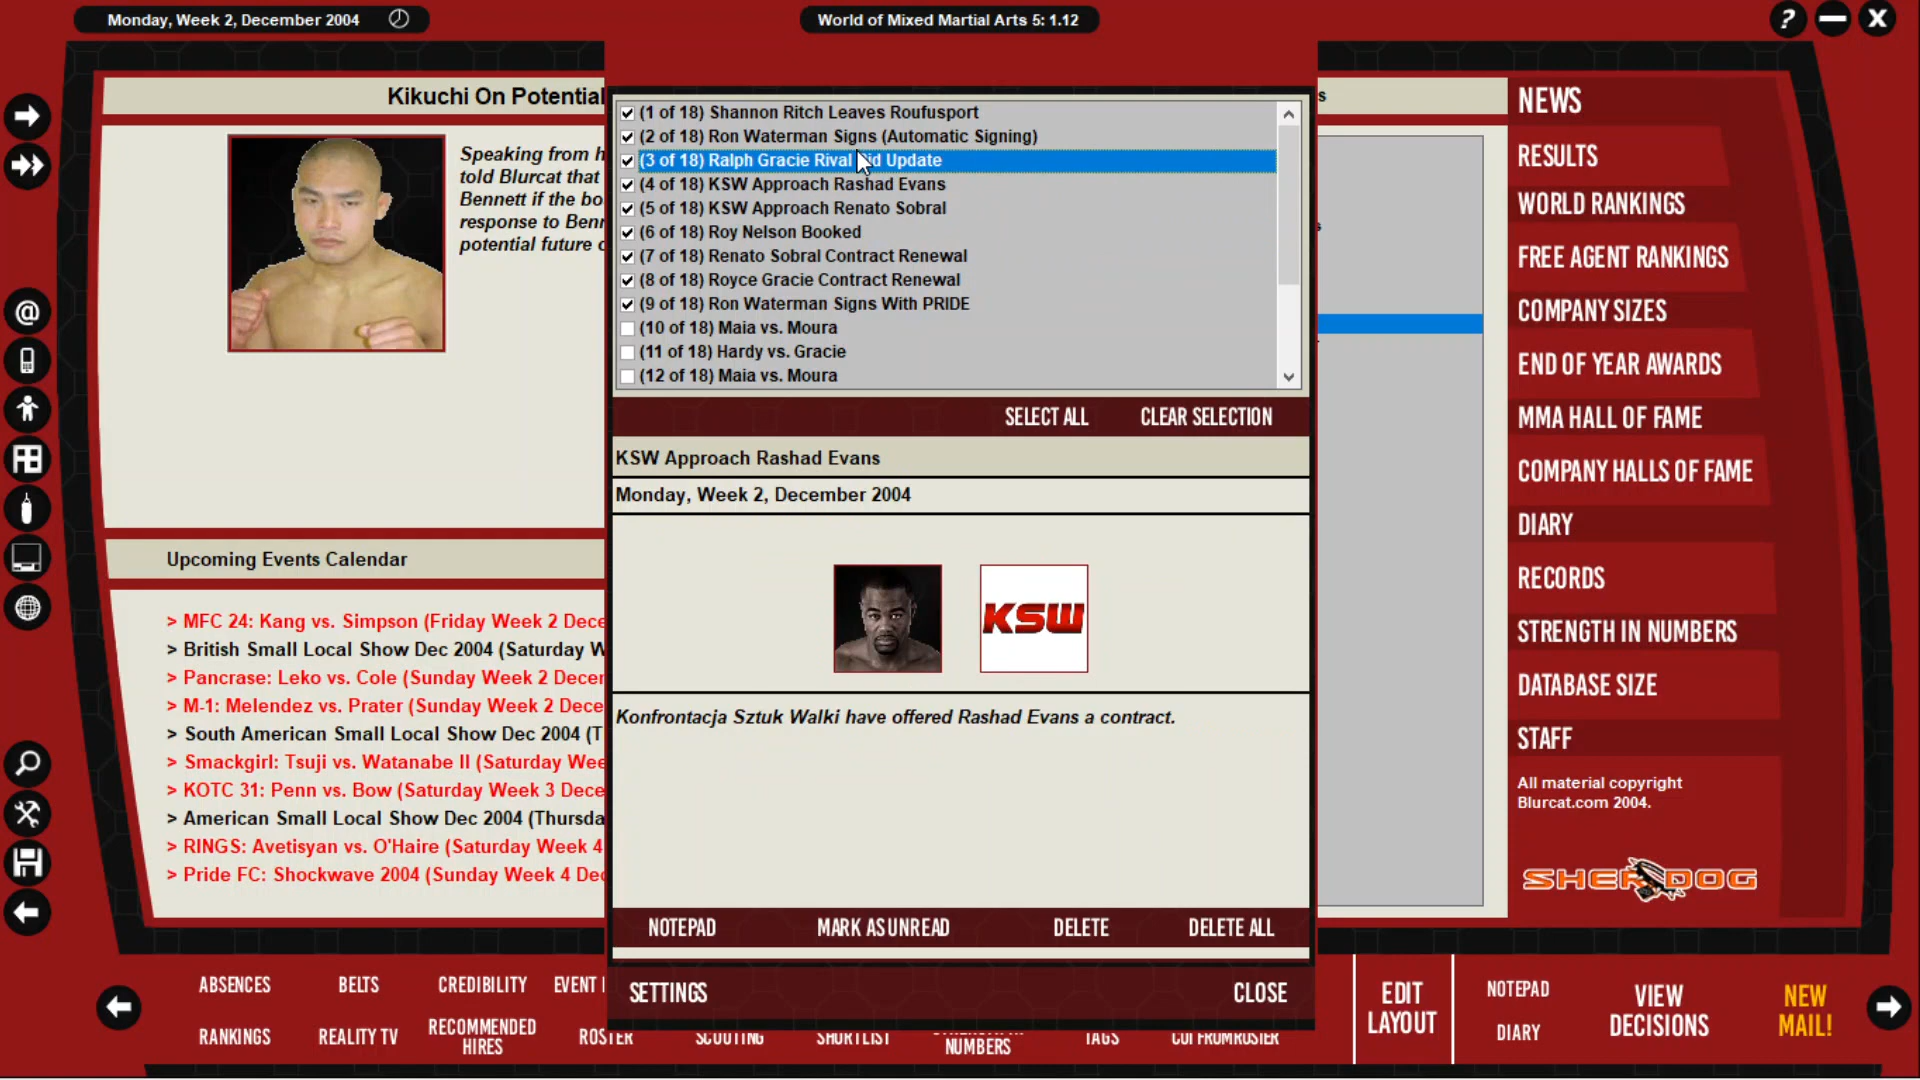 Monday, Week 2, December 2004
World of Mixed Martial Arts 5: 1.12
?
X
Kikuchi On Potential
s
Speaking from h
told Blurcat that
Bennett if the bo
response to Benn
potential future o
(1 of 18) Shannon Ritch Leaves Roufusport
(2 of 18) Ron Waterman Signs (Automatic Signing)
(3 of 18) Ralph Gracie Rival Bid Update
(4 of 18) KSW Approach Rashad Evans
(5 of 18) KSW Approach Renato Sobral
(6 of 18) Roy Nelson Booked
(7 of 18) Renato Sobral Contract Renewal
(8 of 18) Royce Gracie Contract Renewal
(9 of 18) Ron Waterman Signs With PRIDE
(10 of 18) Maia vs. Moura
(11 of 18) Hardy vs. Gracie
(12 of 18) Maia vs. Moura
SELECT ALL
CLEAR SELECTION
KSW Approach Rashad Evans
Monday, Week 2, December 2004
KSW
Konfrontacja Sztuk Walki have offered Rashad Evans a contract.
NOTEPAD
MARK AS UNREAD
DELETE
DELETE ALL
SETTINGS
CLOSE
Upcoming Events Calendar
> MFC 24: Kang vs. Simpson (Friday Week 2 Dece
> British Small Local Show Dec 2004 (Saturday W
> Pancrase: Leko vs. Cole (Sunday Week 2 Decer
> M-1: Melendez vs. Prater (Sunday Week 2 Dece
> South American Small Local Show Dec 2004 (T
> Smackgirl: Tsuji vs. Watanabe II (Saturday Wee
> KOTC 31: Penn vs. Bow (Saturday Week 3 Dece
> American Small Local Show Dec 2004 (Thursda
> RINGS: Avetisyan vs. O'Haire (Saturday Week 4
> Pride FC: Shockwave 2004 (Sunday Week 4 Dec
NEWS
RESULTS
WORLD RANKINGS
FREE AGENT RANKINGS
COMPANY SIZES
END OF YEAR AWARDS
MMA HALL OF FAME
COMPANY HALLS OF FAME
DIARY
RECORDS
STRENGTH IN NUMBERS
DATABASE SIZE
STAFF
All material copyright
Blurcat.com 2004.
SHERDOG
ABSENCES
BELTS
CREDIBILITY
EVENT
RANKINGS
REALITY TV
RECOMMENDED
HIRES
ROSTER
SCOUTING
SHORTLIST
NUMBERS
TAGS
EDIT
LAYOUT
NOTEPAD
DIARY
VIEW
DECISIONS
NEW
MAIL!